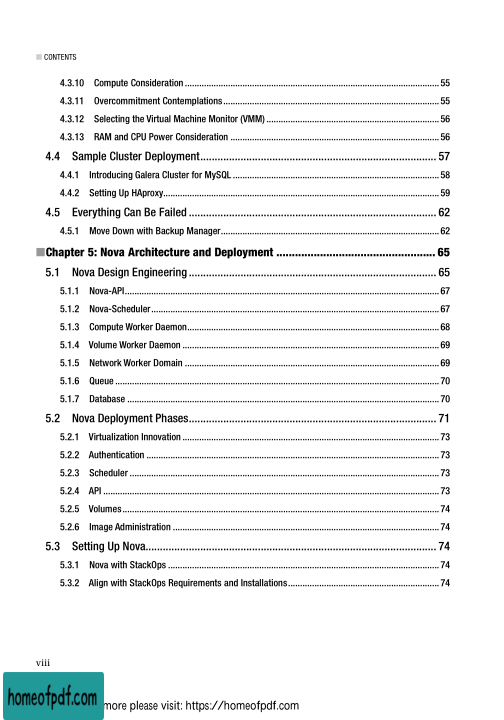 ■ CONTENTS
4.3.10 Compute Consideration ........ 55
4.3.11 Overcommitment Contemplations ........ 55
4.3.12 Selecting the Virtual Machine Monitor (VMM) ........ 56
4.3.13 RAM and CPU Power Consideration ........ 56
4.4 Sample Cluster Deployment ........ 57
4.4.1 Introducing Galera Cluster for MySQL ........ 58
4.4.2 Setting Up HAproxy ........ 59
4.5 Everything Can Be Failed ........ 62
4.5.1 Move Down with Backup Manager ........ 62
■Chapter 5: Nova Architecture and Deployment ........ 65
5.1 Nova Design Engineering ........ 65
5.1.1 Nova-API ........ 67
5.1.2 Nova-Scheduler ........ 67
5.1.3 Compute Worker Daemon ........ 68
5.1.4 Volume Worker Daemon ........ 69
5.1.5 Network Worker Domain ........ 69
5.1.6 Queue ........ 70
5.1.7 Database ........ 70
5.2 Nova Deployment Phases ........ 71
5.2.1 Virtualization Innovation ........ 73
5.2.2 Authentication ........ 73
5.2.3 Scheduler ........ 73
5.2.4 API ........ 73
5.2.5 Volumes ........ 74
5.2.6 Image Administration ........ 74
5.3 Setting Up Nova ........ 74
5.3.1 Nova with StackOps ........ 74
5.3.2 Align with StackOps Requirements and Installations ........ 74
viii
homeofpdf.com
more please visit: https://homeofpdf.com